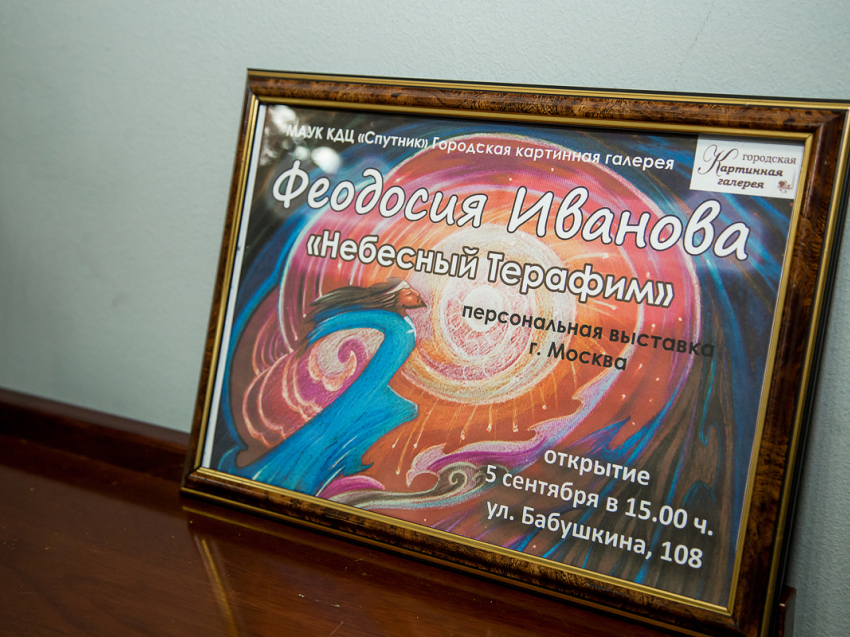 МАУК КДЦ «Спутник» Городская картинная галерея
городская
Картинная
галерея
Феодосия Иванова
«Небесный Терафим»
персональная выставка
г. Москва
открытие
5 сентября в 15.00 ч.
ул. Бабушкина, 108